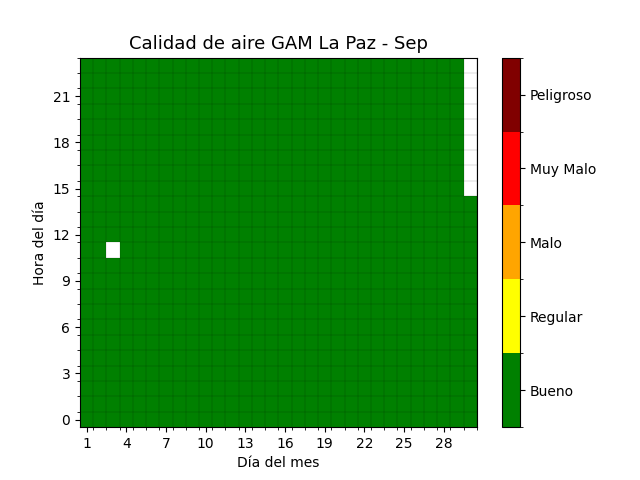 Calidad de aire GAM La Paz - Sep
Peligroso
Muy Malo
Malo
Regular
Bueno
Hora del día
21
18
15
12
9
6
3
0
1 4 7 10 13 16 19 22 25 28
Día del mes